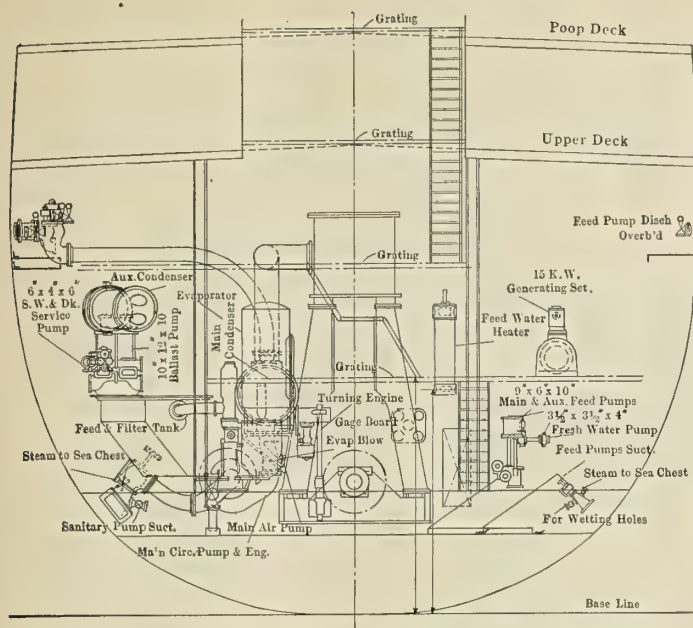 Grating
Poop Deck
Grating
Upper Deck
Feed Pump Disch
Overb'd
Grating
15 K.W.
Generating Set.
Aux. Condenser
6" x 4" x 6"
S.W. & Dk.
Service
Pump
Evaporator
Main
Condenser
10" x 12" x 10"
Ballast Pump
Feed Water
Heater
Grating
9" x 6" x 10"
Main & Aux. Feed Pumps
3½" x 3½" x 4"
Turning Engine
Feed & Filter Tank
Gage Board
Fresh Water Pump
Evap Blow
Feed Pumps Suct.
Steam to Sea Chest
Steam to Sea Chest
Sanitary Pump Suct.
Main Air Pump
For Wetting Holes
Ma'n Circ. Pump & Eng.
Base Line